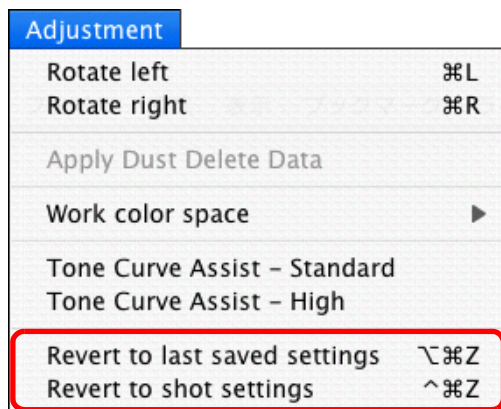 Adjustment
Rotate left ⌘L
Rotate right ⌘R
Apply Dust Delete Data
Work color space ▶
Tone Curve Assist – Standard
Tone Curve Assist – High
Revert to last saved settings ⌥⌘Z
Revert to shot settings ^⌘Z